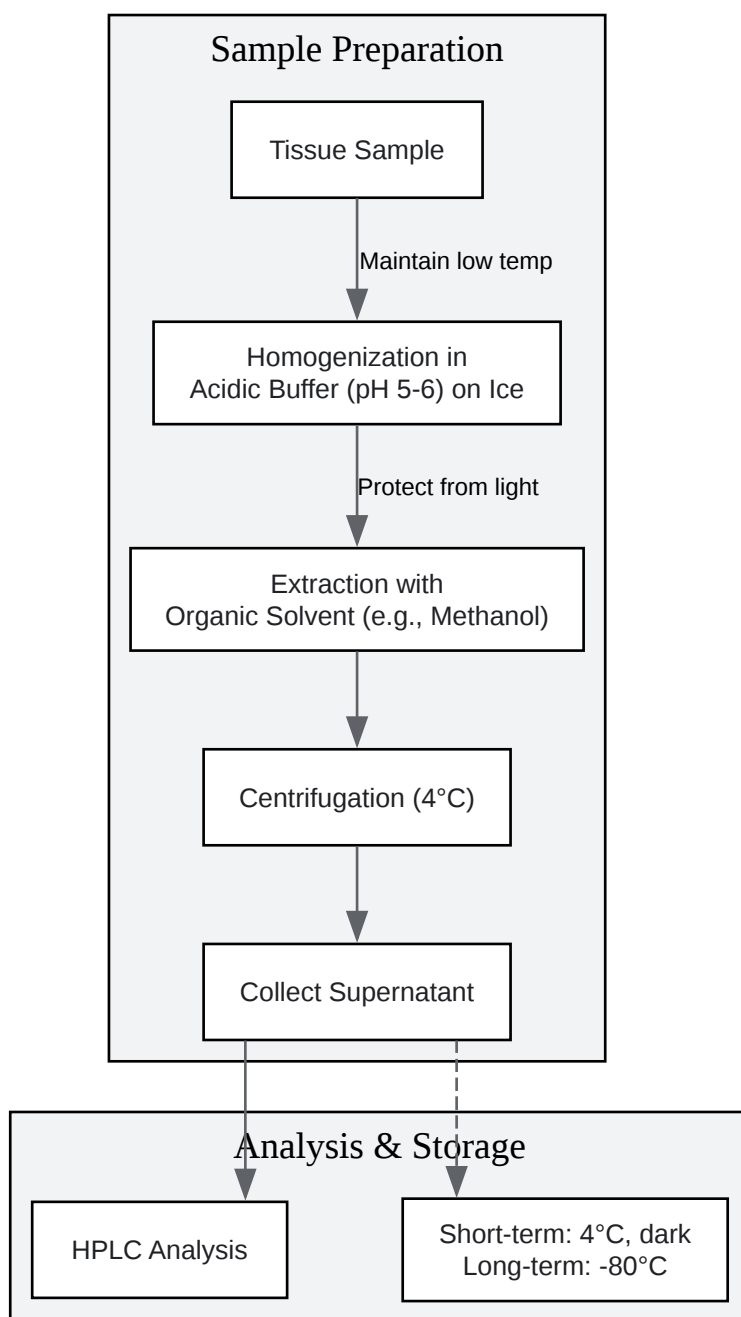 Sample Preparation
Tissue Sample
Maintain low temp
Homogenization in
Acidic Buffer (pH 5-6) on Ice
Protect from light
Extraction with
Organic Solvent (e.g., Methanol)
Centrifugation (4°C)
Collect Supernatant
Analysis & Storage
HPLC Analysis
Short-term: 4°C, dark
Long-term: -80°C